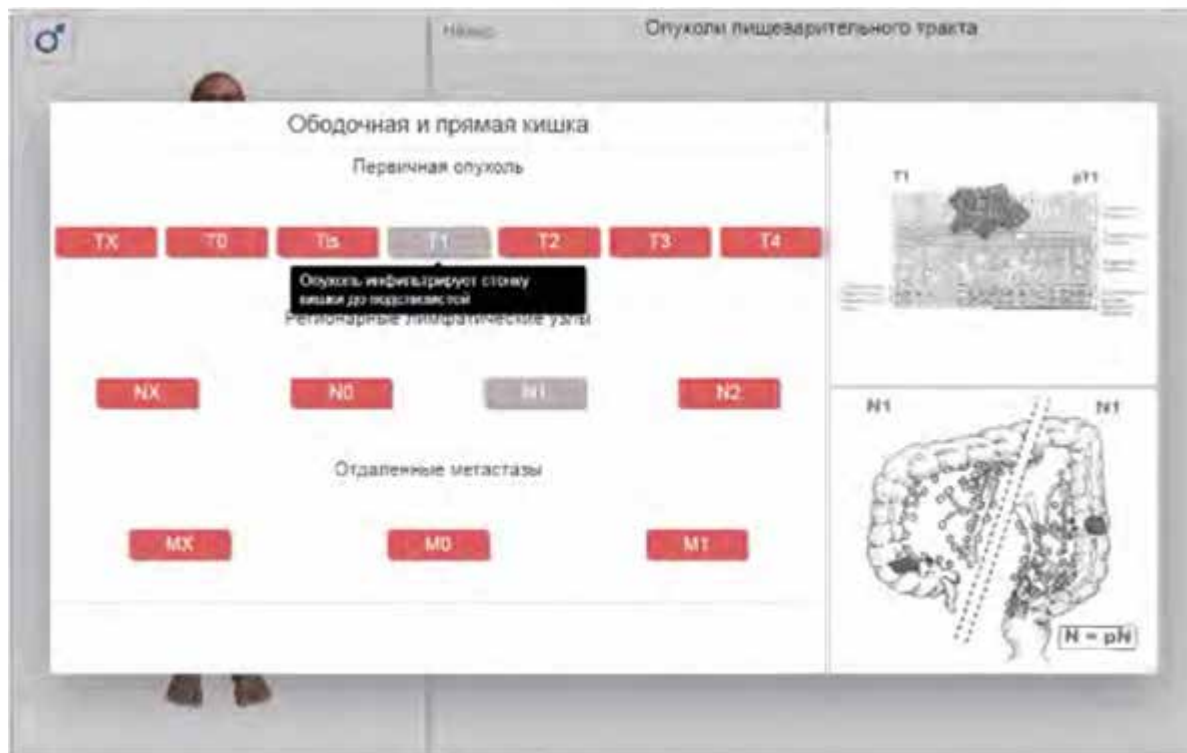 Назад Опухоли пищеварительного тракта
Ободочная и прямая кишка
Первичная опухоль
TX T0 Tis T1 T2 T3 T4
Опухоль инфильтрирует стенку
кишки до подслизистой
Регионарные лимфатические узлы
NX N0 N1 N2
Отдаленные метастазы
MX M0 M1
T1 pT1
N1 N1
N = pN